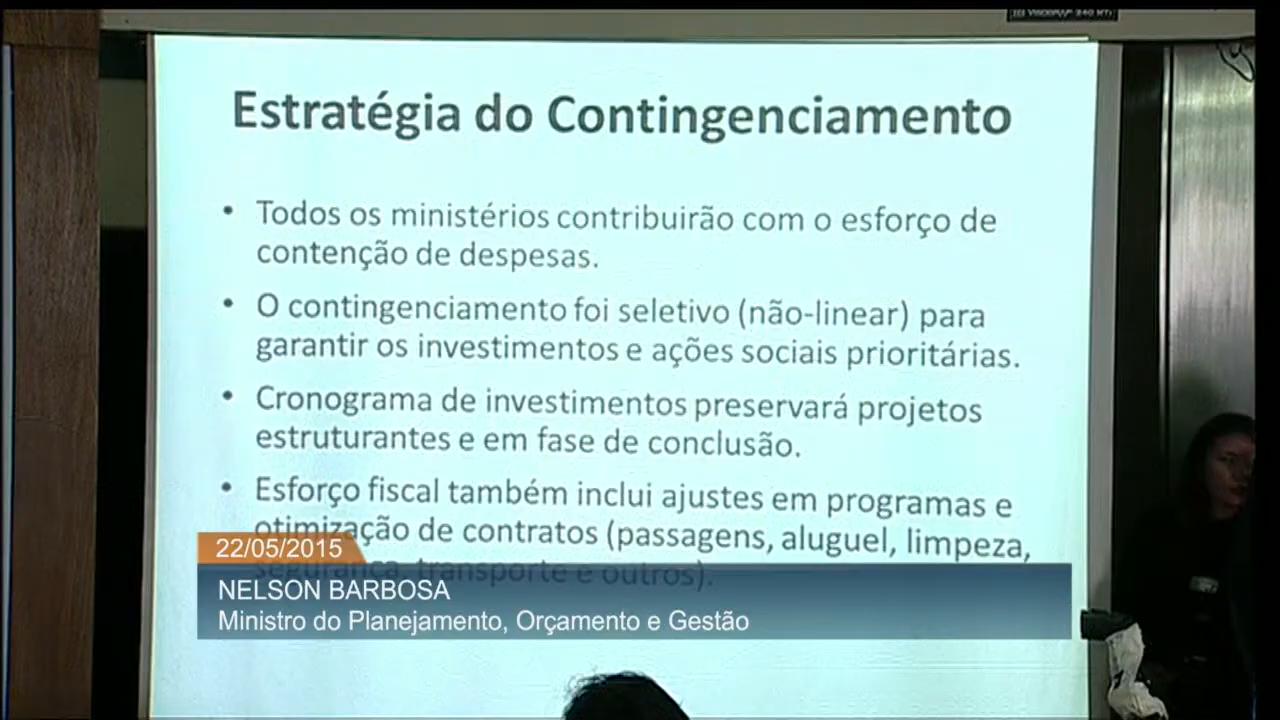 Estratégia do Contingenciamento
• Todos os ministérios contribuirão com o esforço de
contenção de despesas.
• O contingenciamento foi seletivo (não-linear) para
garantir os investimentos e ações sociais prioritárias.
• Cronograma de investimentos preservará projetos
estruturantes e em fase de conclusão.
• Esforço fiscal também inclui ajustes em programas e
otimização de contratos (passagens, aluguel, limpeza,
segurança, transporte e outros).
22/05/2015
NELSON BARBOSA
Ministro do Planejamento, Orçamento e Gestão